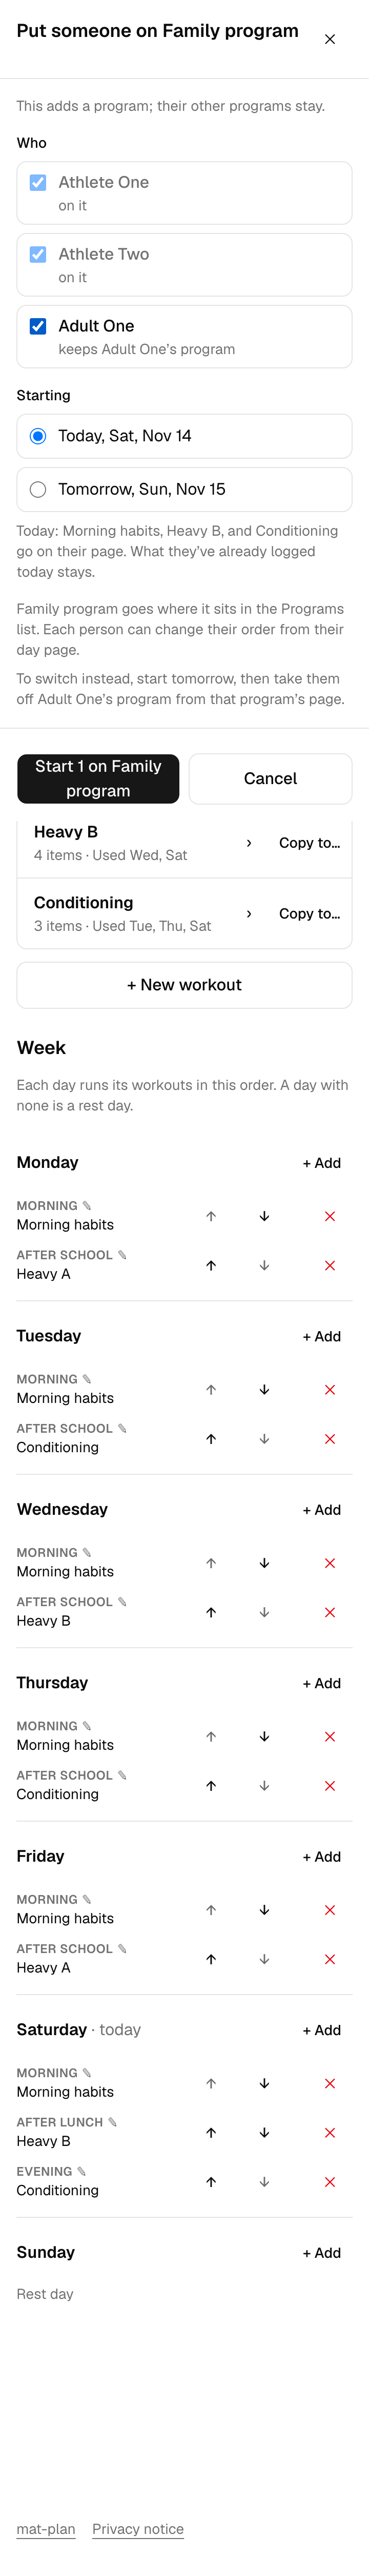 Put someone on Family program
×
This adds a program; their other programs stay.
Who
Athlete One
on it
Athlete Two
on it
Adult One
keeps Adult One’s program
Starting
Today, Sat, Nov 14
Tomorrow, Sun, Nov 15
Today: Morning habits, Heavy B, and Conditioning
go on their page. What they’ve already logged
today stays.
Family program goes where it sits in the Programs
list. Each person can change their order from their
day page.
To switch instead, start tomorrow, then take them
off Adult One’s program from that program’s page.
Start 1 on Family
program
Cancel
Heavy B
4 items · Used Wed, Sat
› Copy to...
Conditioning
3 items · Used Tue, Thu, Sat
› Copy to...
+ New workout
Week
Each day runs its workouts in this order. A day with
none is a rest day.
Monday
+ Add
MORNING ✎
Morning habits
↑ ↓ ×
AFTER SCHOOL ✎
Heavy A
↑ ↓ ×
Tuesday
+ Add
MORNING ✎
Morning habits
↑ ↓ ×
AFTER SCHOOL ✎
Conditioning
↑ ↓ ×
Wednesday
+ Add
MORNING ✎
Morning habits
↑ ↓ ×
AFTER SCHOOL ✎
Heavy B
↑ ↓ ×
Thursday
+ Add
MORNING ✎
Morning habits
↑ ↓ ×
AFTER SCHOOL ✎
Conditioning
↑ ↓ ×
Friday
+ Add
MORNING ✎
Morning habits
↑ ↓ ×
AFTER SCHOOL ✎
Heavy A
↑ ↓ ×
Saturday · today
+ Add
MORNING ✎
Morning habits
↑ ↓ ×
AFTER LUNCH ✎
Heavy B
↑ ↓ ×
EVENING ✎
Conditioning
↑ ↓ ×
Sunday
+ Add
Rest day
mat-plan
Privacy notice